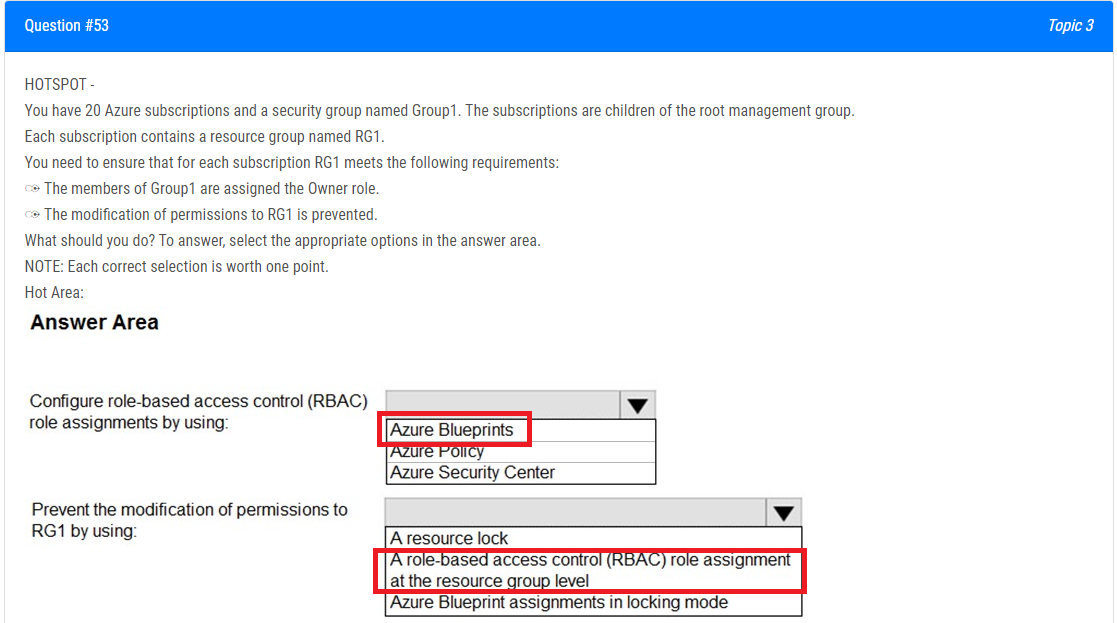 Question #53
Topic 3
HOTSPOT -
You have 20 Azure subscriptions and a security group named Group1. The subscriptions are children of the root management group.
Each subscription contains a resource group named RG1.
You need to ensure that for each subscription RG1 meets the following requirements:
The members of Group1 are assigned the Owner role.
The modification of permissions to RG1 is prevented.
What should you do? To answer, select the appropriate options in the answer area.
NOTE: Each correct selection is worth one point.
Hot Area:
Answer Area
Configure role-based access control (RBAC)
role assignments by using:
Azure Blueprints
Azure Policy
Azure Security Center
Prevent the modification of permissions to
RG1 by using:
A resource lock
A role-based access control (RBAC) role assignment
at the resource group level
Azure Blueprint assignments in locking mode